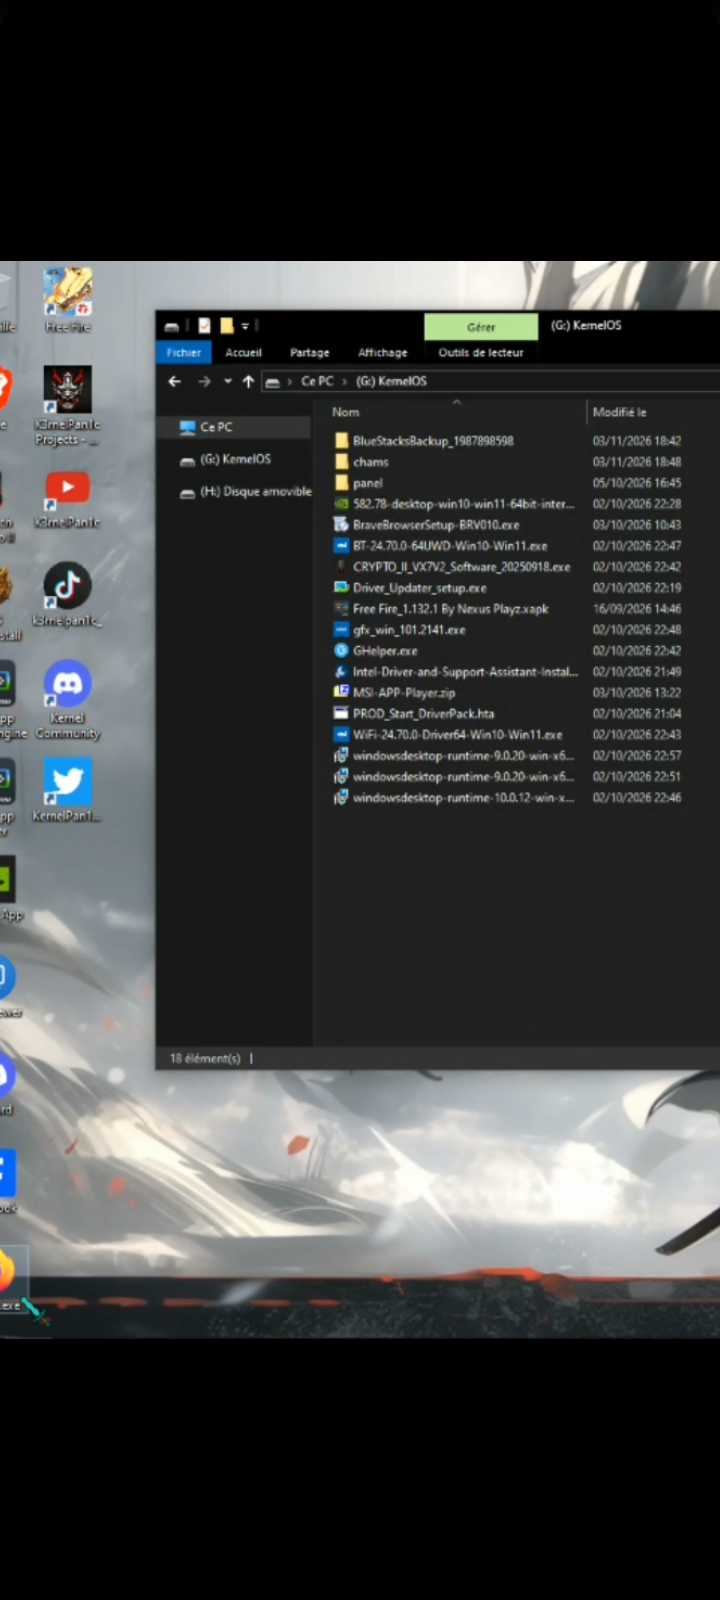 Free Fire
Gérer
(G:) KernelOS
Fichier
Accueil
Partage
Affichage
Outils de lecteur
Ce PC
(G:) KernelOS
Nom
Modifié le
Ce PC
(G:) KernelOS
(H:) Disque amovible
BlueStacksBackup_1987898598
03/11/2026 18:42
chams
03/11/2026 18:48
panel
05/10/2026 16:45
582.78-desktop-win10-win11-64bit-inter...
02/10/2026 22:28
BraveBrowserSetup-BRV010.exe
03/10/2026 10:43
BT-24.70.0-64UWD-Win10-Win11.exe
02/10/2026 22:47
CRYPTO_II_VX7V2_Software_20250918.exe
02/10/2026 22:42
Driver_Updater_setup.exe
02/10/2026 22:19
Free Fire_1.132.1 By Nexus Playz.xapk
16/09/2026 14:46
gfx_win_101.2141.exe
02/10/2026 22:48
GHelper.exe
02/10/2026 22:42
Intel-Driver-and-Support-Assistant-Instal...
02/10/2026 21:49
MSI-APP-Player.zip
03/10/2026 13:22
PROD_Start_DriverPack.hta
02/10/2026 21:04
WiFi-24.70.0-Driver64-Win10-Win11.exe
02/10/2026 22:43
windowsdesktop-runtime-9.0.20-win-x6...
02/10/2026 22:57
windowsdesktop-runtime-9.0.20-win-x6...
02/10/2026 22:51
windowsdesktop-runtime-10.0.12-win-x...
02/10/2026 22:46
k3rnelPan1c
Projects - ...
k3rnelPan1c
k3rnelpan1c_
Kernel
Community
KernelPan1...
App
18 élément(s)
.exe